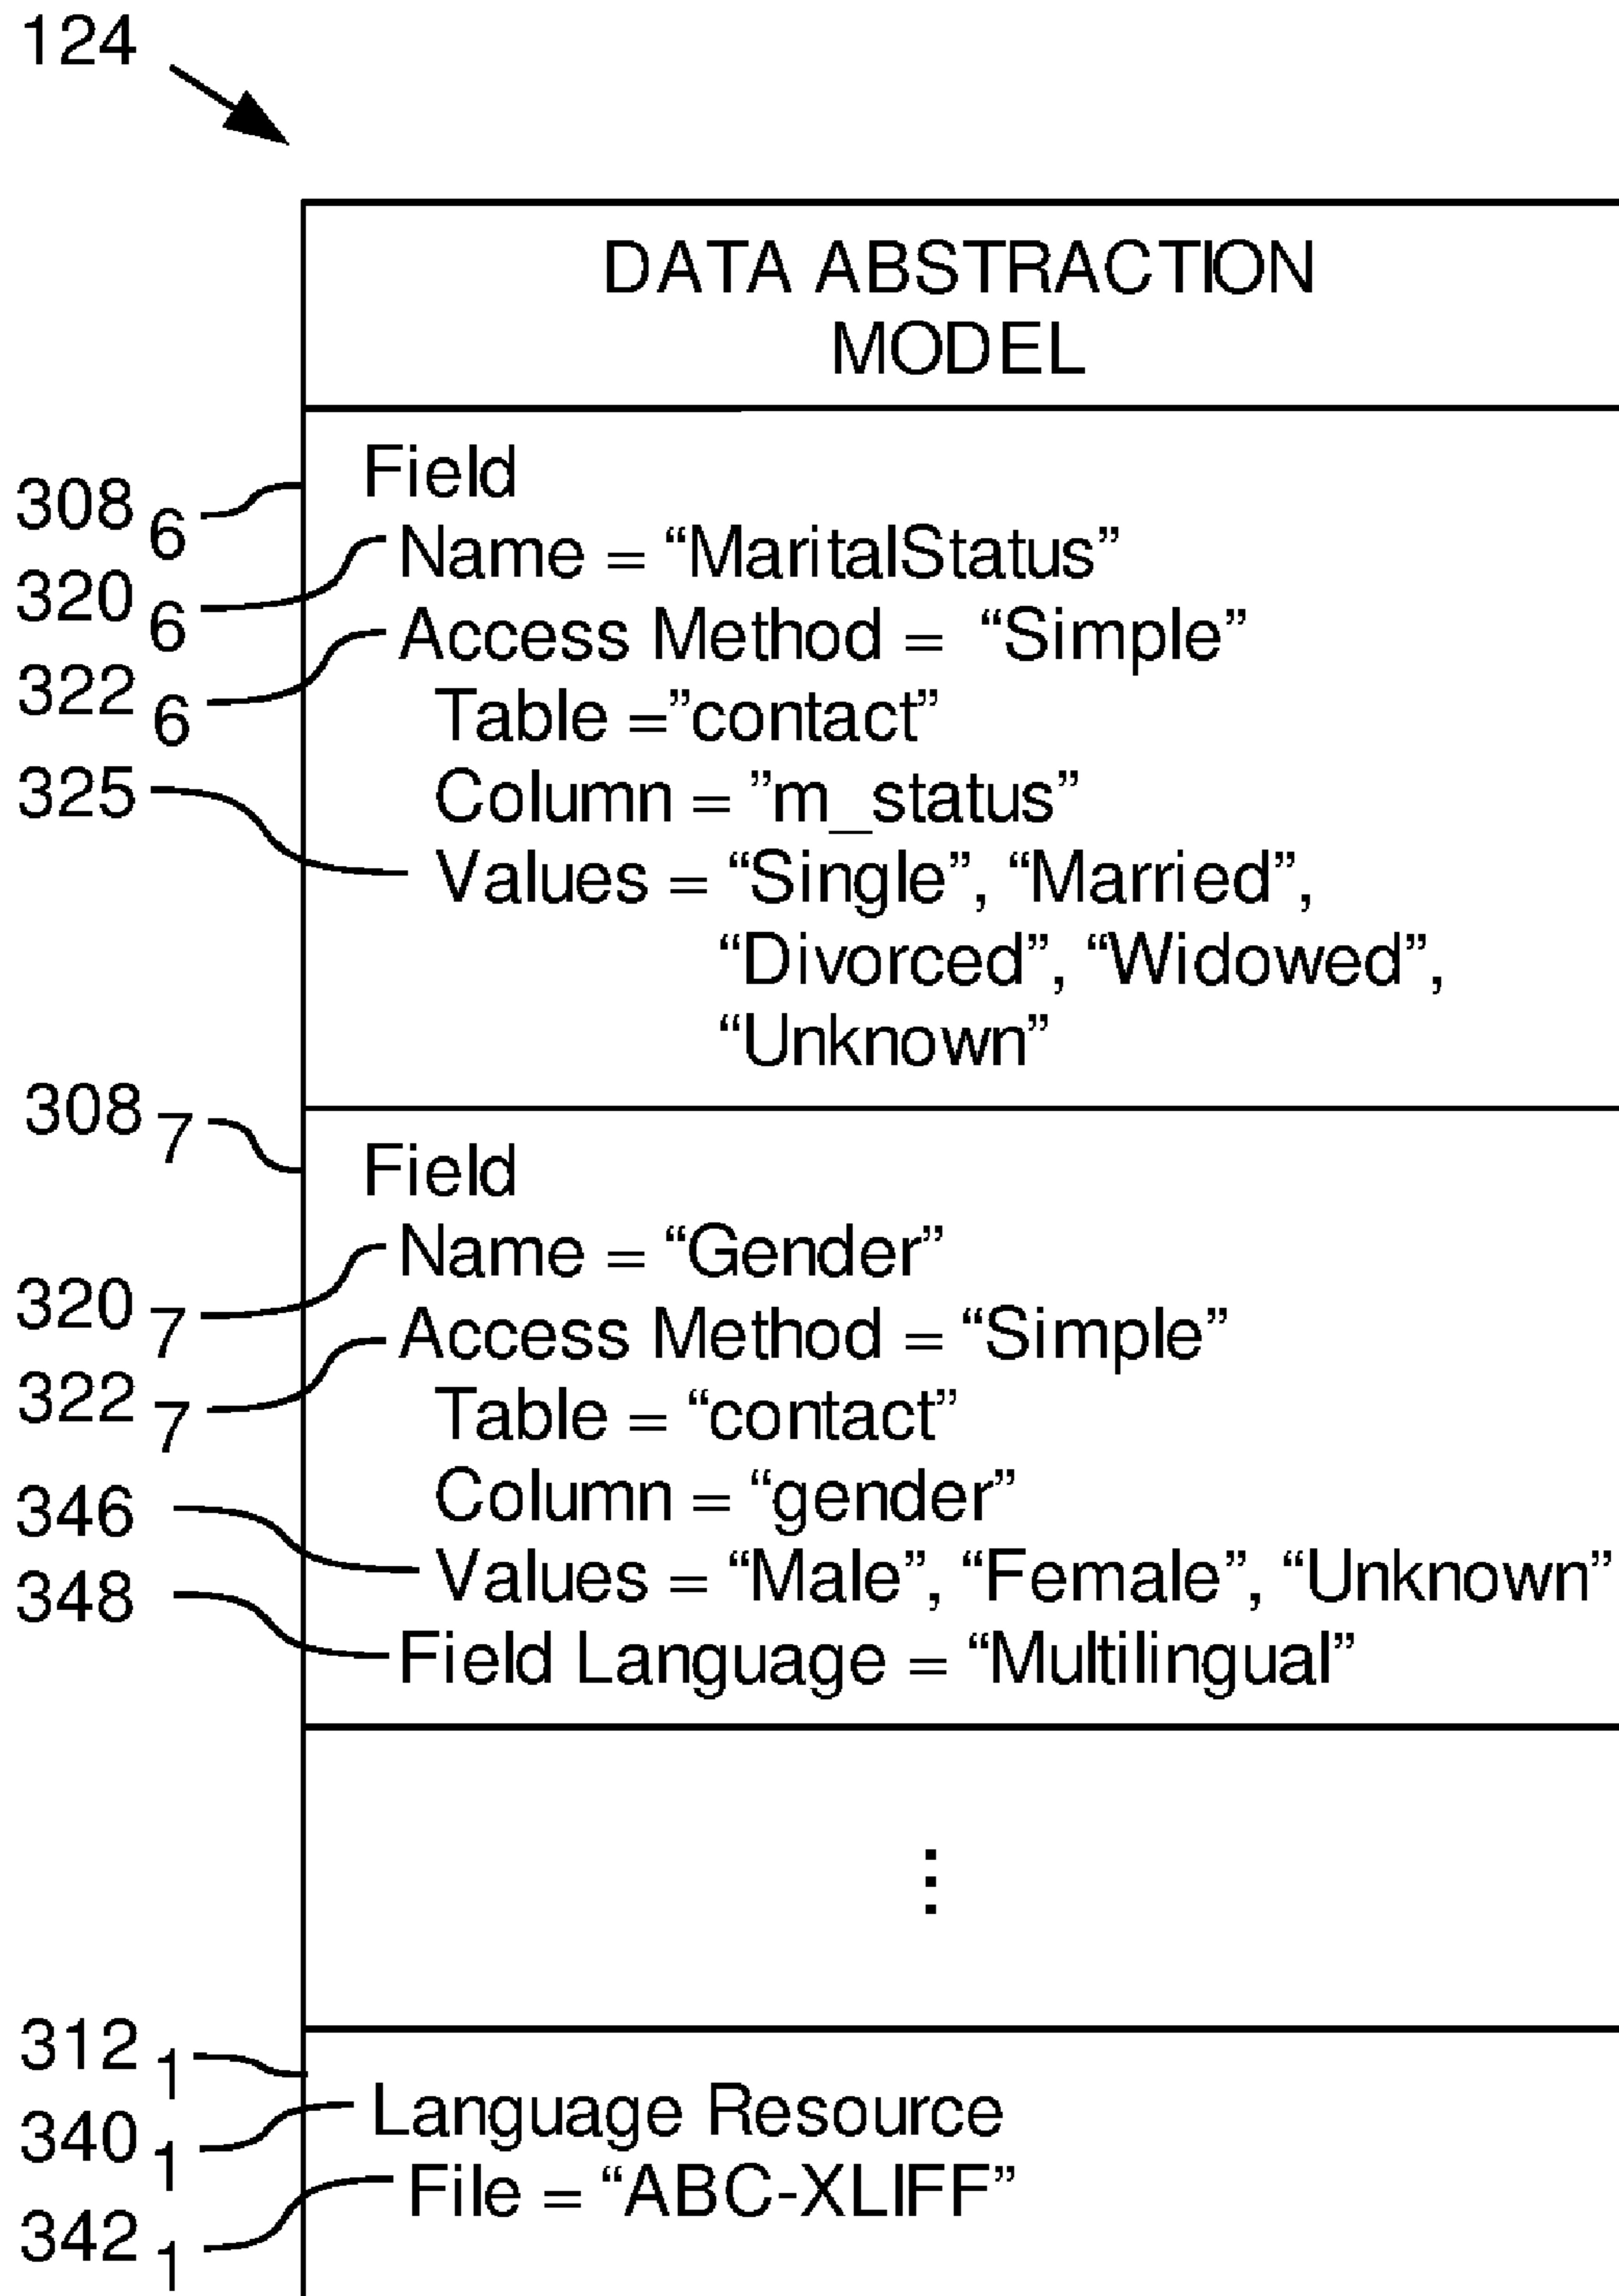 124
DATA ABSTRACTION
MODEL
308 6
Field
320 6
Name = “MaritalStatus”
322 6
Access Method = “Simple”
Table =”contact”
325
Column = ”m_status”
Values = “Single”, “Married”,
“Divorced”, “Widowed”,
“Unknown”
308 7
Field
320 7
Name = “Gender”
322 7
Access Method = “Simple”
Table = “contact”
346
Column = “gender”
Values = “Male”, “Female”, “Unknown”
348
Field Language = “Multilingual”
⋮
312 1
340 1
Language Resource
342 1
File = “ABC-XLIFF”